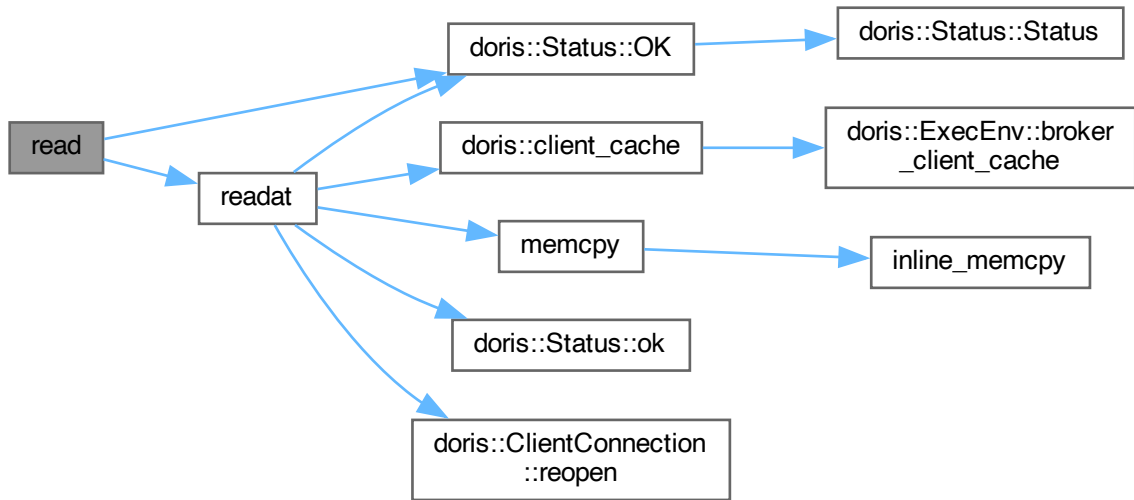 read
readat
doris::Status::OK
doris::Status::Status
doris::client_cache
doris::ExecEnv::broker
_client_cache
memcpy
inline_memcpy
doris::Status::ok
doris::ClientConnection
::reopen